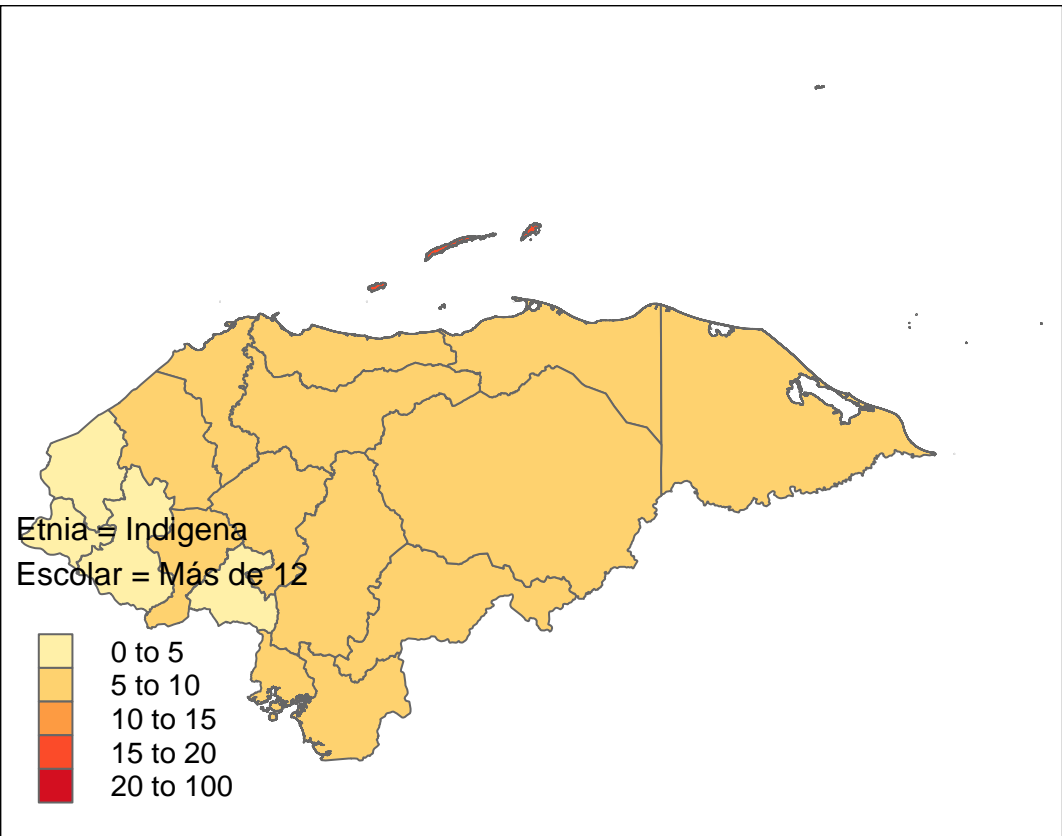 Etnia = Indigena
Escolar = Más de 12
0 to 5
5 to 10
10 to 15
15 to 20
20 to 100